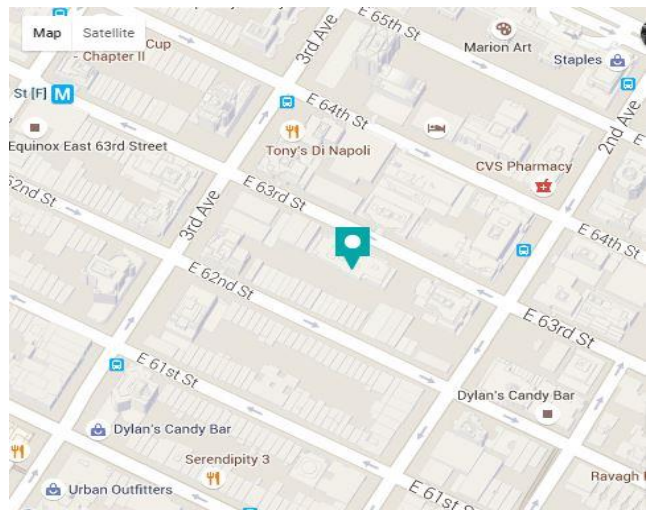 Map
Satellite
Cup
- Chapter II
3rd Ave
E 65th St
Marion Art
Staples
St [F] M
E 64th St
Equinox East 63rd Street
Tony's Di Napoli
CVS Pharmacy
2nd Ave
E 63rd St
3rd Ave
E 64th St
E 62nd St
E 63rd St
E 61st St
Dylan's Candy Bar
Dylan's Candy Bar
Serendipity 3
Urban Outfitters
E 61st St
Ravagh